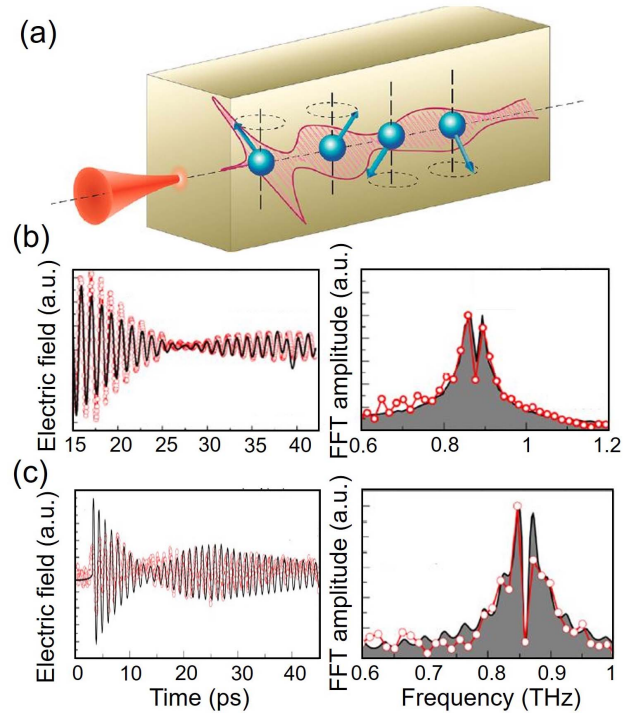 (a)
(b)
Electric field (a.u.)
15 20 25 30 35 40
FFT amplitude (a.u.)
0.6 0.8 1 1.2
(c)
Electric field (a.u.)
0 10 20 30 40
Time (ps)
FFT amplitude (a.u.)
0.6 0.7 0.8 0.9 1
Frequency (THz)